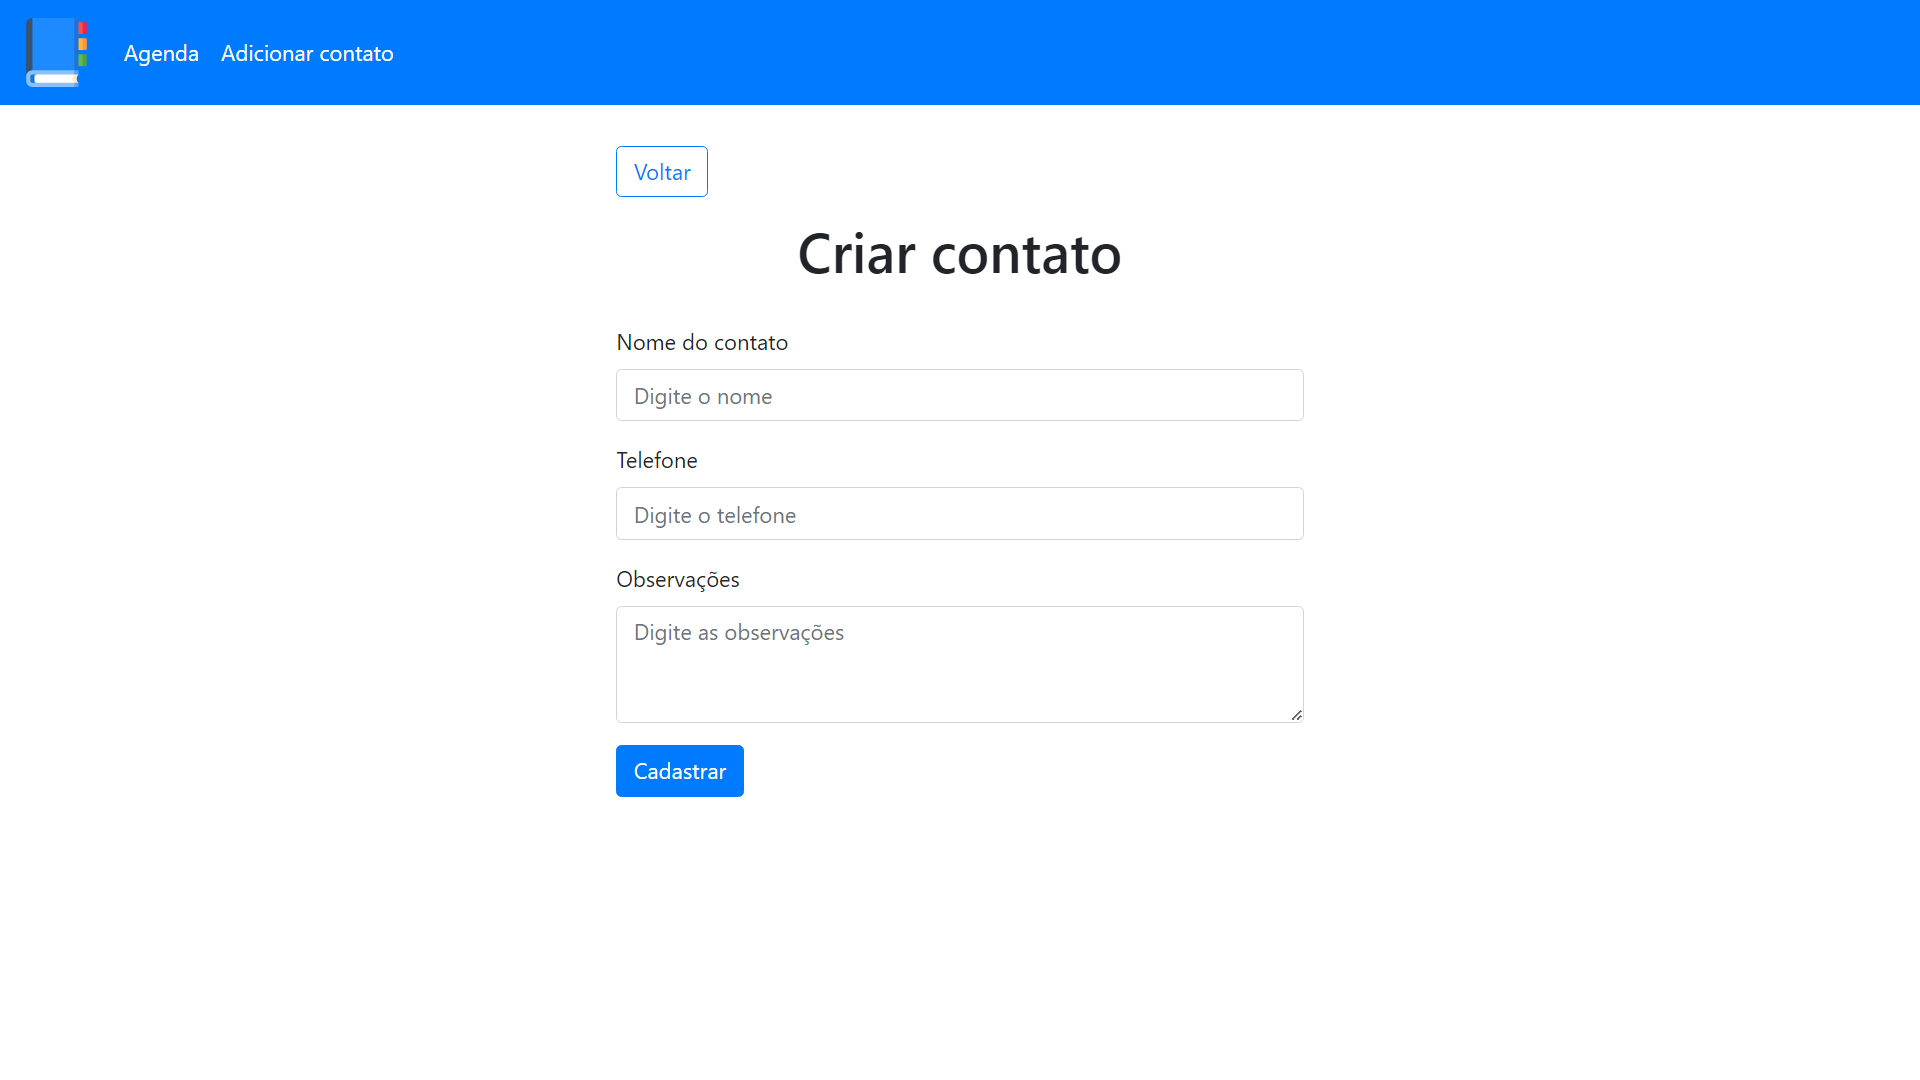 Agenda Adicionar contato
Voltar
Criar contato
Nome do contato
Digite o nome
Telefone
Digite o telefone
Observações
Digite as observações
Cadastrar